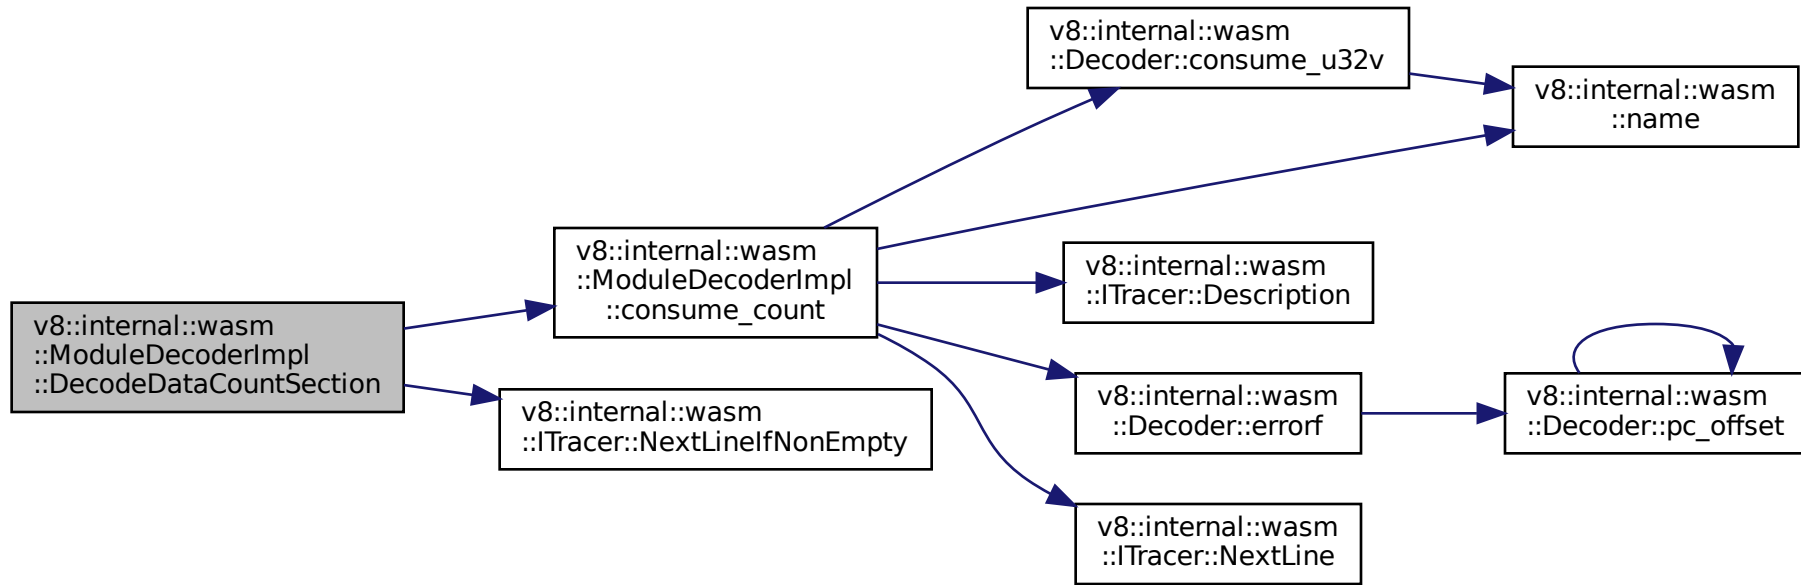 v8::internal::wasm
::ModuleDecoderImpl
::DecodeDataCountSection
v8::internal::wasm
::ModuleDecoderImpl
::consume_count
v8::internal::wasm
::ITracer::NextLineIfNonEmpty
v8::internal::wasm
::Decoder::consume_u32v
v8::internal::wasm
::name
v8::internal::wasm
::ITracer::Description
v8::internal::wasm
::Decoder::errorf
v8::internal::wasm
::Decoder::pc_offset
v8::internal::wasm
::ITracer::NextLine